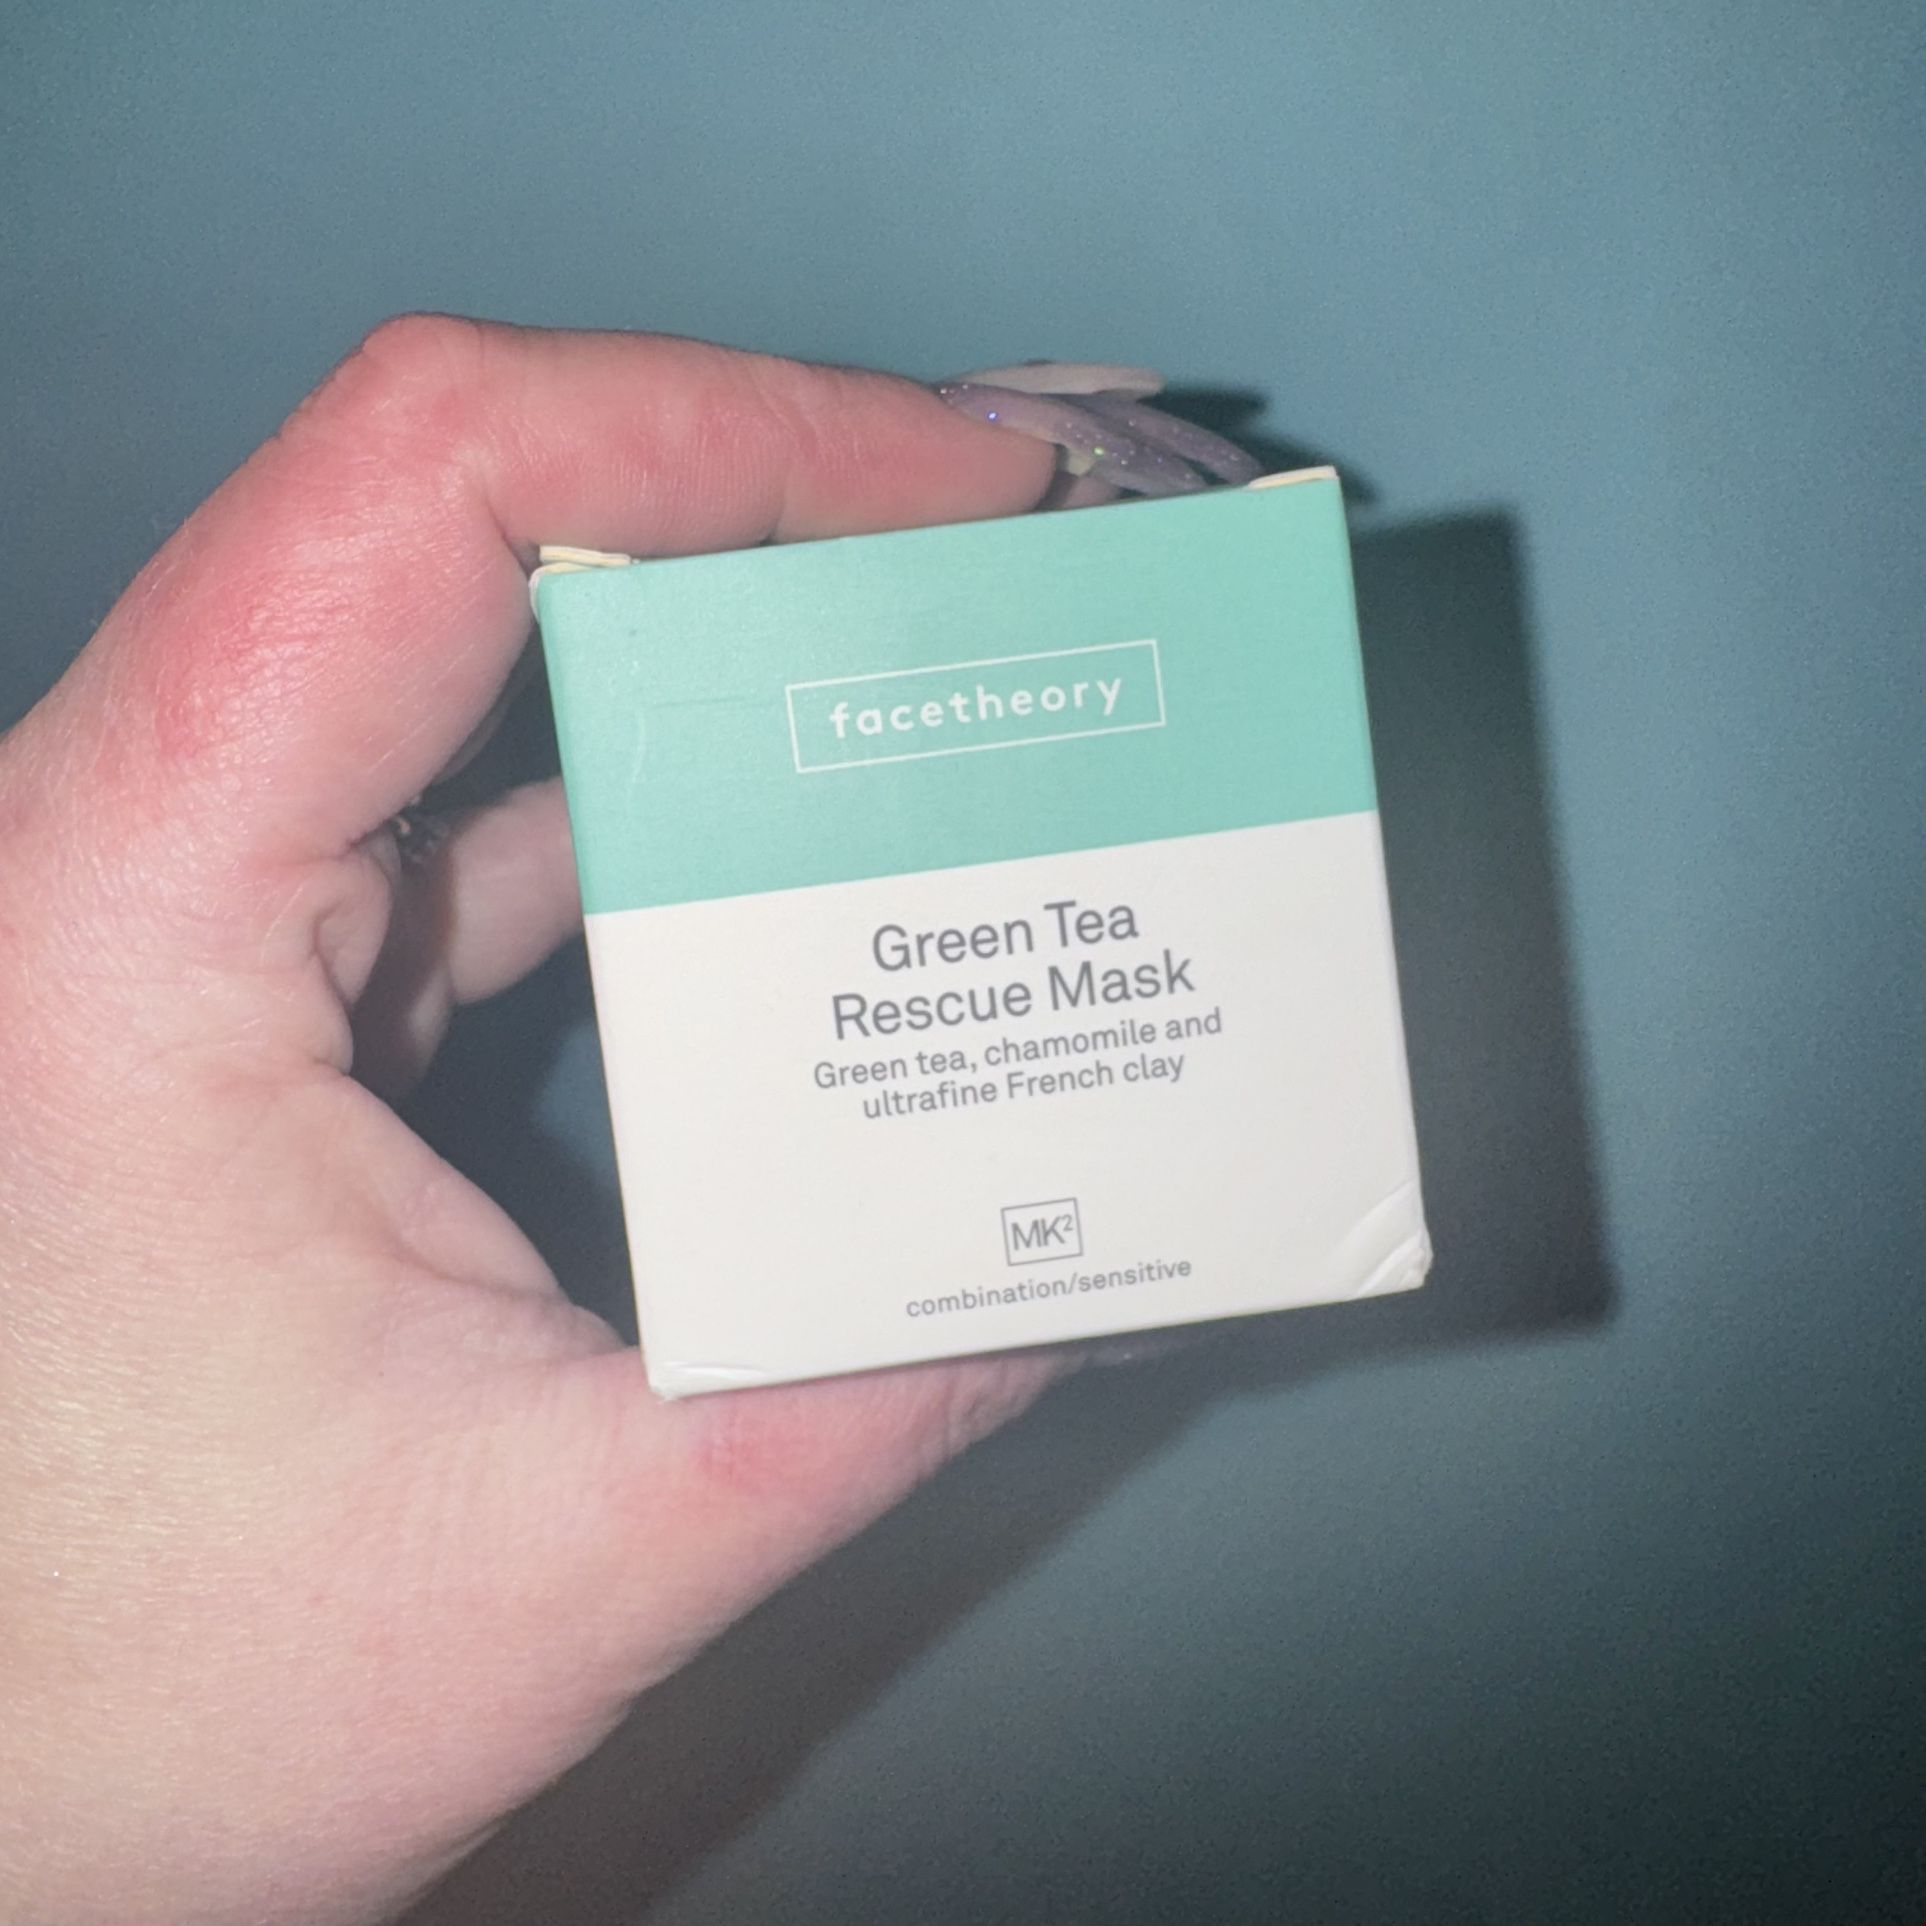 facetheory
Green Tea
Rescue Mask
Green tea, chamomile and
ultrafine French clay
MK²
combination/sensitive